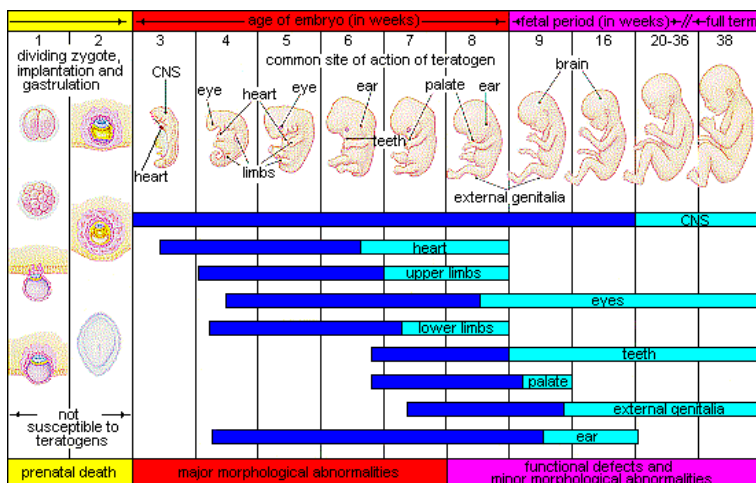 age of embryo (in weeks)
fetal period (in weeks)
full term
1
2
3
4
5
6
7
8
9
16
20-36
38
dividing zygote,
implantation and
gastrulation
common site of action of teratogen
CNS
eye
heart
eye
ear
palate
ear
brain
heart
limbs
teeth
external genitalia
CNS
heart
upper limbs
eyes
lower limbs
teeth
palate
external genitalia
ear
not
susceptible to
teratogens
prenatal death
major morphological abnormalities
functional defects and
minor morphological abnormalities